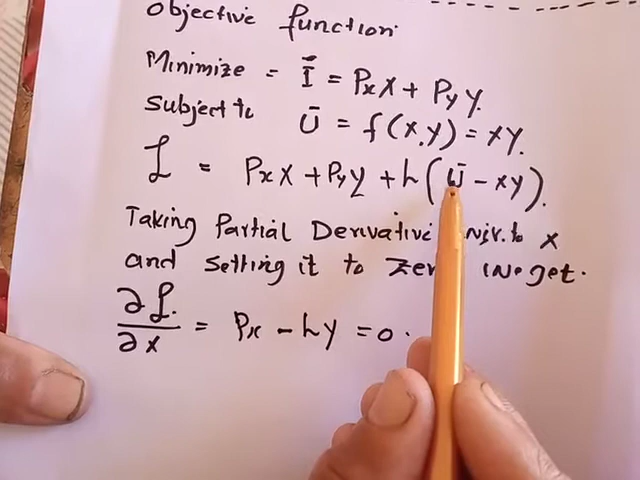 Objective function
Minimize = Ī = PxX + PyY.
Subject to Ū = f(X,Y) = XY.
ℒ = PxX + PyY + h(Ū - XY).
Taking Partial Derivative w.r.to X
and setting it to zero we get.
∂ℒ/∂X = Px - hY = 0.